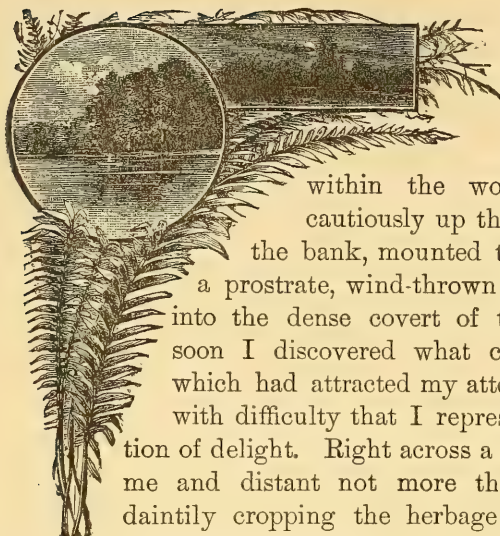 within the wo
cautiously up th
the bank, mounted t
a prostrate, wind-thrown
into the dense covert of t
soon I discovered what c
which had attracted my atte
with difficulty that I repres
tion of delight. Right across a
me and distant not more th
daintily cropping the herbage